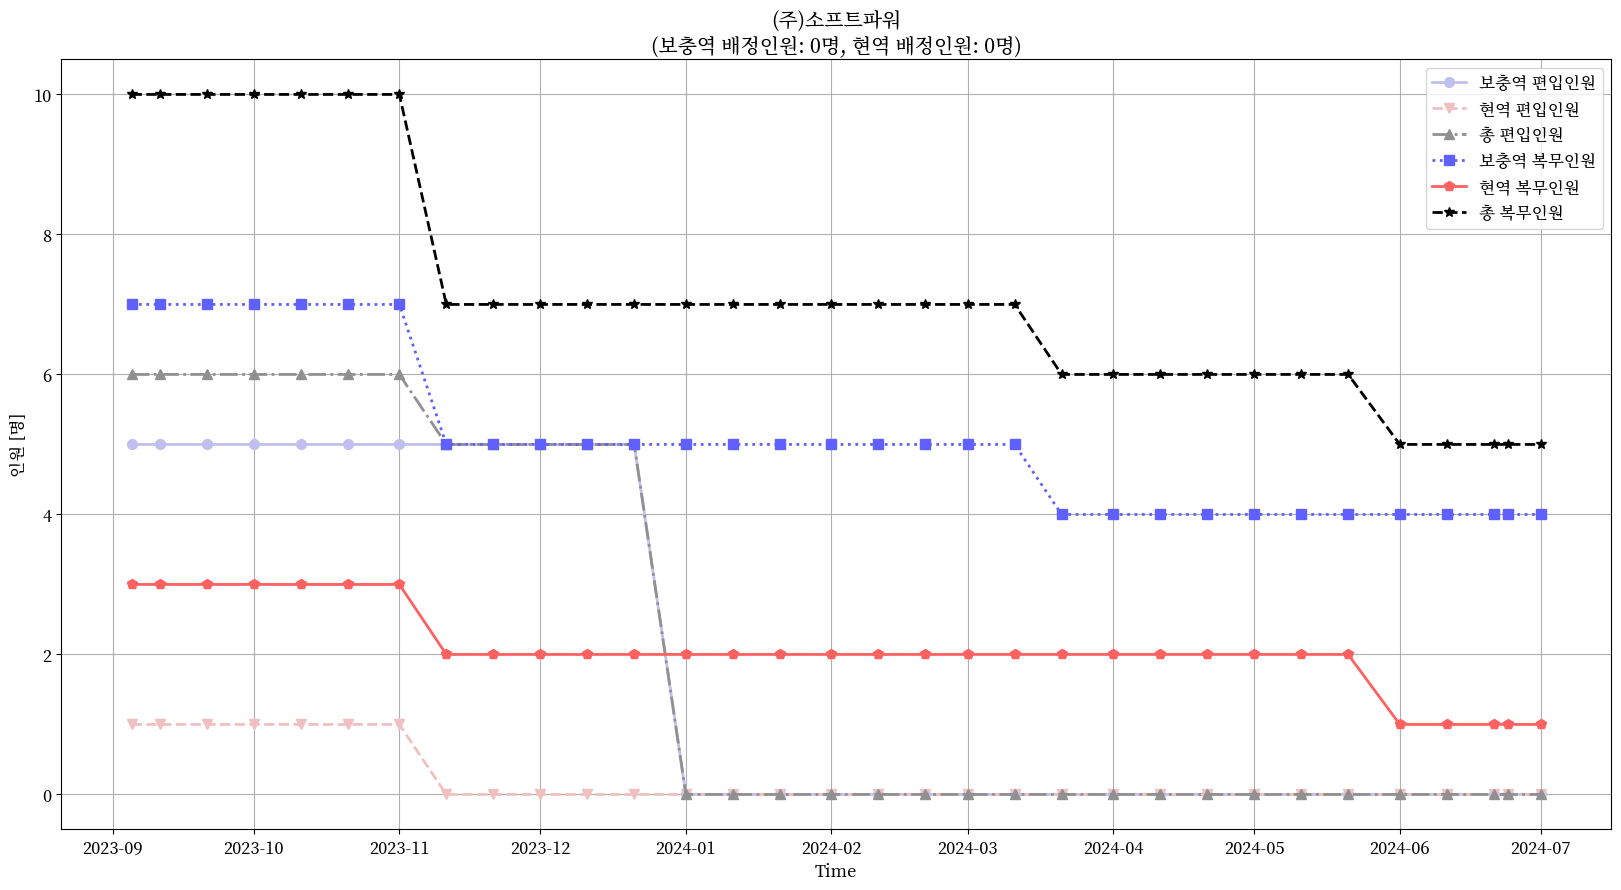 (주)소프트파워
(보충역 배정인원: 0명, 현역 배정인원: 0명)
보충역 편입인원
현역 편입인원
총 편입인원
보충역 복무인원
현역 복무인원
총 복무인원
인원 [명]
10
8
6
4
2
0
2023-09 2023-10 2023-11 2023-12 2024-01 2024-02 2024-03 2024-04 2024-05 2024-06 2024-07
Time